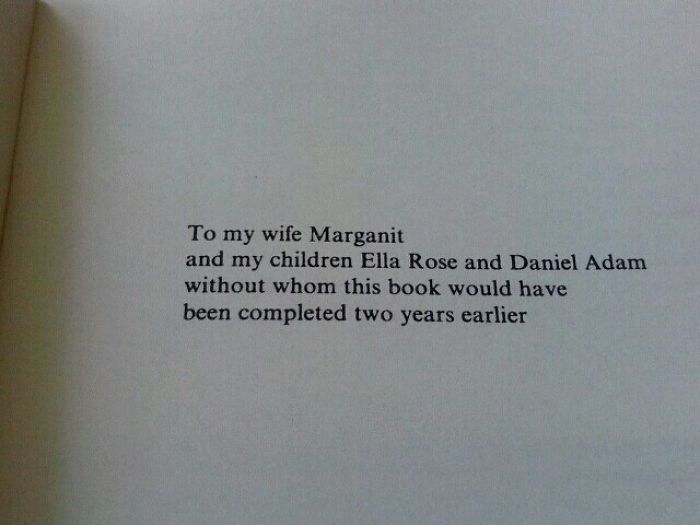 To my wife Marganit
and my children Ella Rose and Daniel Adam
without whom this book would have
been completed two years earlier